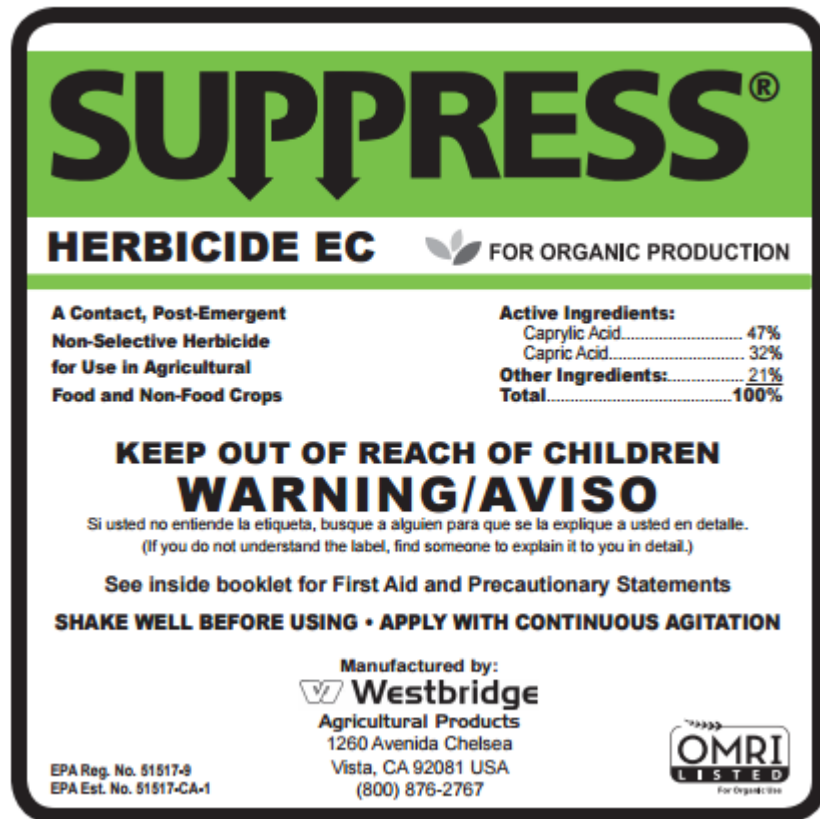 SUPPRESS®
HERBICIDE EC
FOR ORGANIC PRODUCTION
A Contact, Post-Emergent
Non-Selective Herbicide
for Use in Agricultural
Food and Non-Food Crops
Active Ingredients:
Caprylic Acid.............................. 47%
Capric Acid................................. 32%
Other Ingredients:................. 21%
Total.........................................100%
KEEP OUT OF REACH OF CHILDREN
WARNING/AVISO
Si usted no entiende la etiqueta, busque a alguien para que se la explique a usted en detalle.
(If you do not understand the label, find someone to explain it to you in detail.)
See inside booklet for First Aid and Precautionary Statements
SHAKE WELL BEFORE USING • APPLY WITH CONTINUOUS AGITATION
Manufactured by:
Westbridge
Agricultural Products
1260 Avenida Chelsea
Vista, CA 92081 USA
(800) 876-2767
EPA Reg. No. 51517-9
EPA Est. No. 51517-CA-1
OMRI
LISTED
For Organic Use